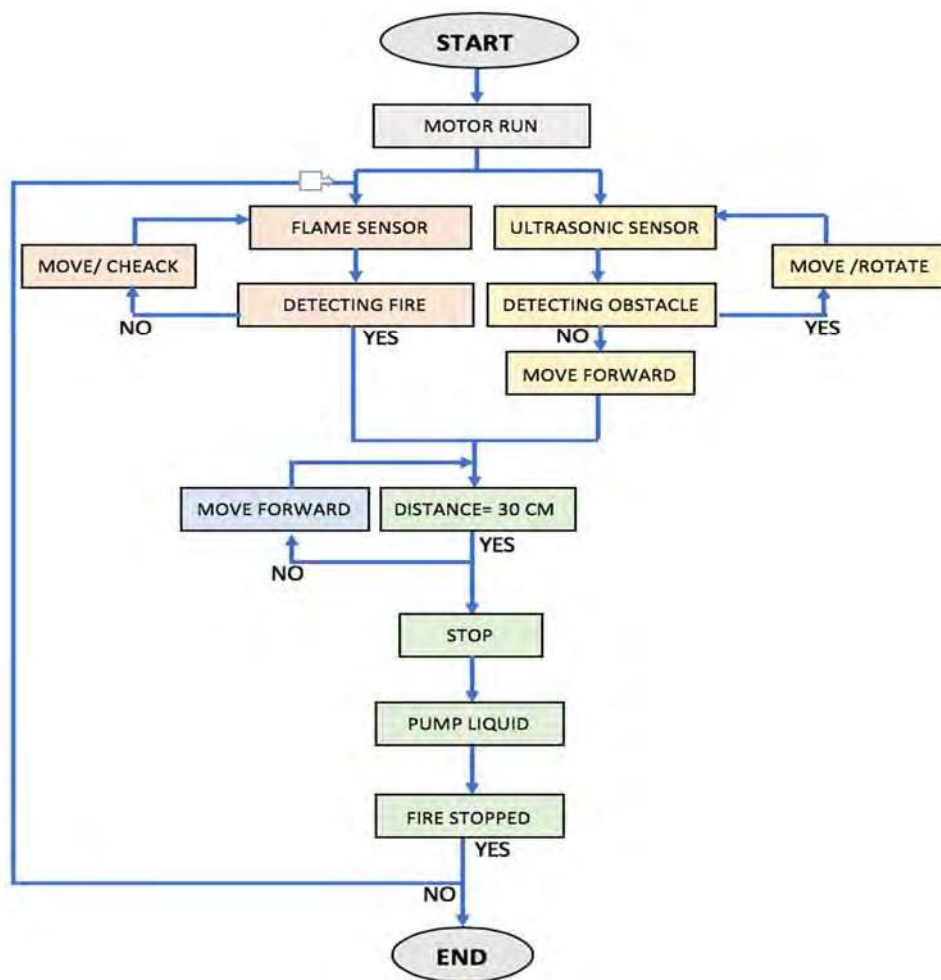 START
MOTOR RUN
FLAME SENSOR
ULTRASONIC SENSOR
MOVE/ CHEACK
MOVE /ROTATE
DETECTING FIRE
DETECTING OBSTACLE
NO
YES
NO
YES
MOVE FORWARD
MOVE FORWARD
DISTANCE= 30 CM
YES
NO
STOP
PUMP LIQUID
FIRE STOPPED
YES
NO
END